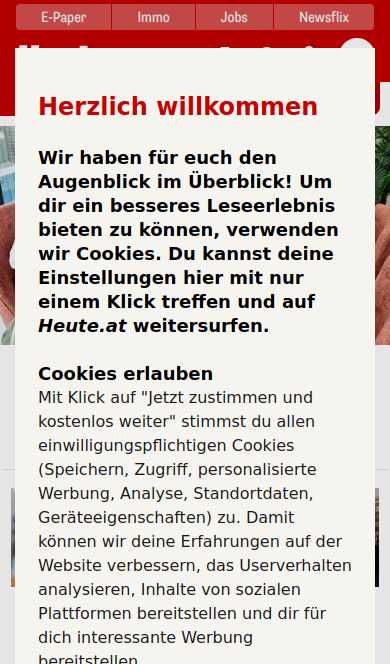 E-Paper Immo Jobs Newsflix
Herzlich willkommen
Wir haben für euch den
Augenblick im Überblick! Um
dir ein besseres Leseerlebnis
bieten zu können, verwenden
wir Cookies. Du kannst deine
Einstellungen hier mit nur
einem Klick treffen und auf
Heute.at weitersurfen.
Cookies erlauben
Mit Klick auf "Jetzt zustimmen und
kostenlos weiter" stimmst du allen
einwilligungspflichtigen Cookies
(Speichern, Zugriff, personalisierte
Werbung, Analyse, Standortdaten,
Geräteeigenschaften) zu. Damit
können wir deine Erfahrungen auf der
Website verbessern, das Userverhalten
analysieren, Inhalte von sozialen
Plattformen bereitstellen und dir für
dich interessante Werbung
bereitstellen